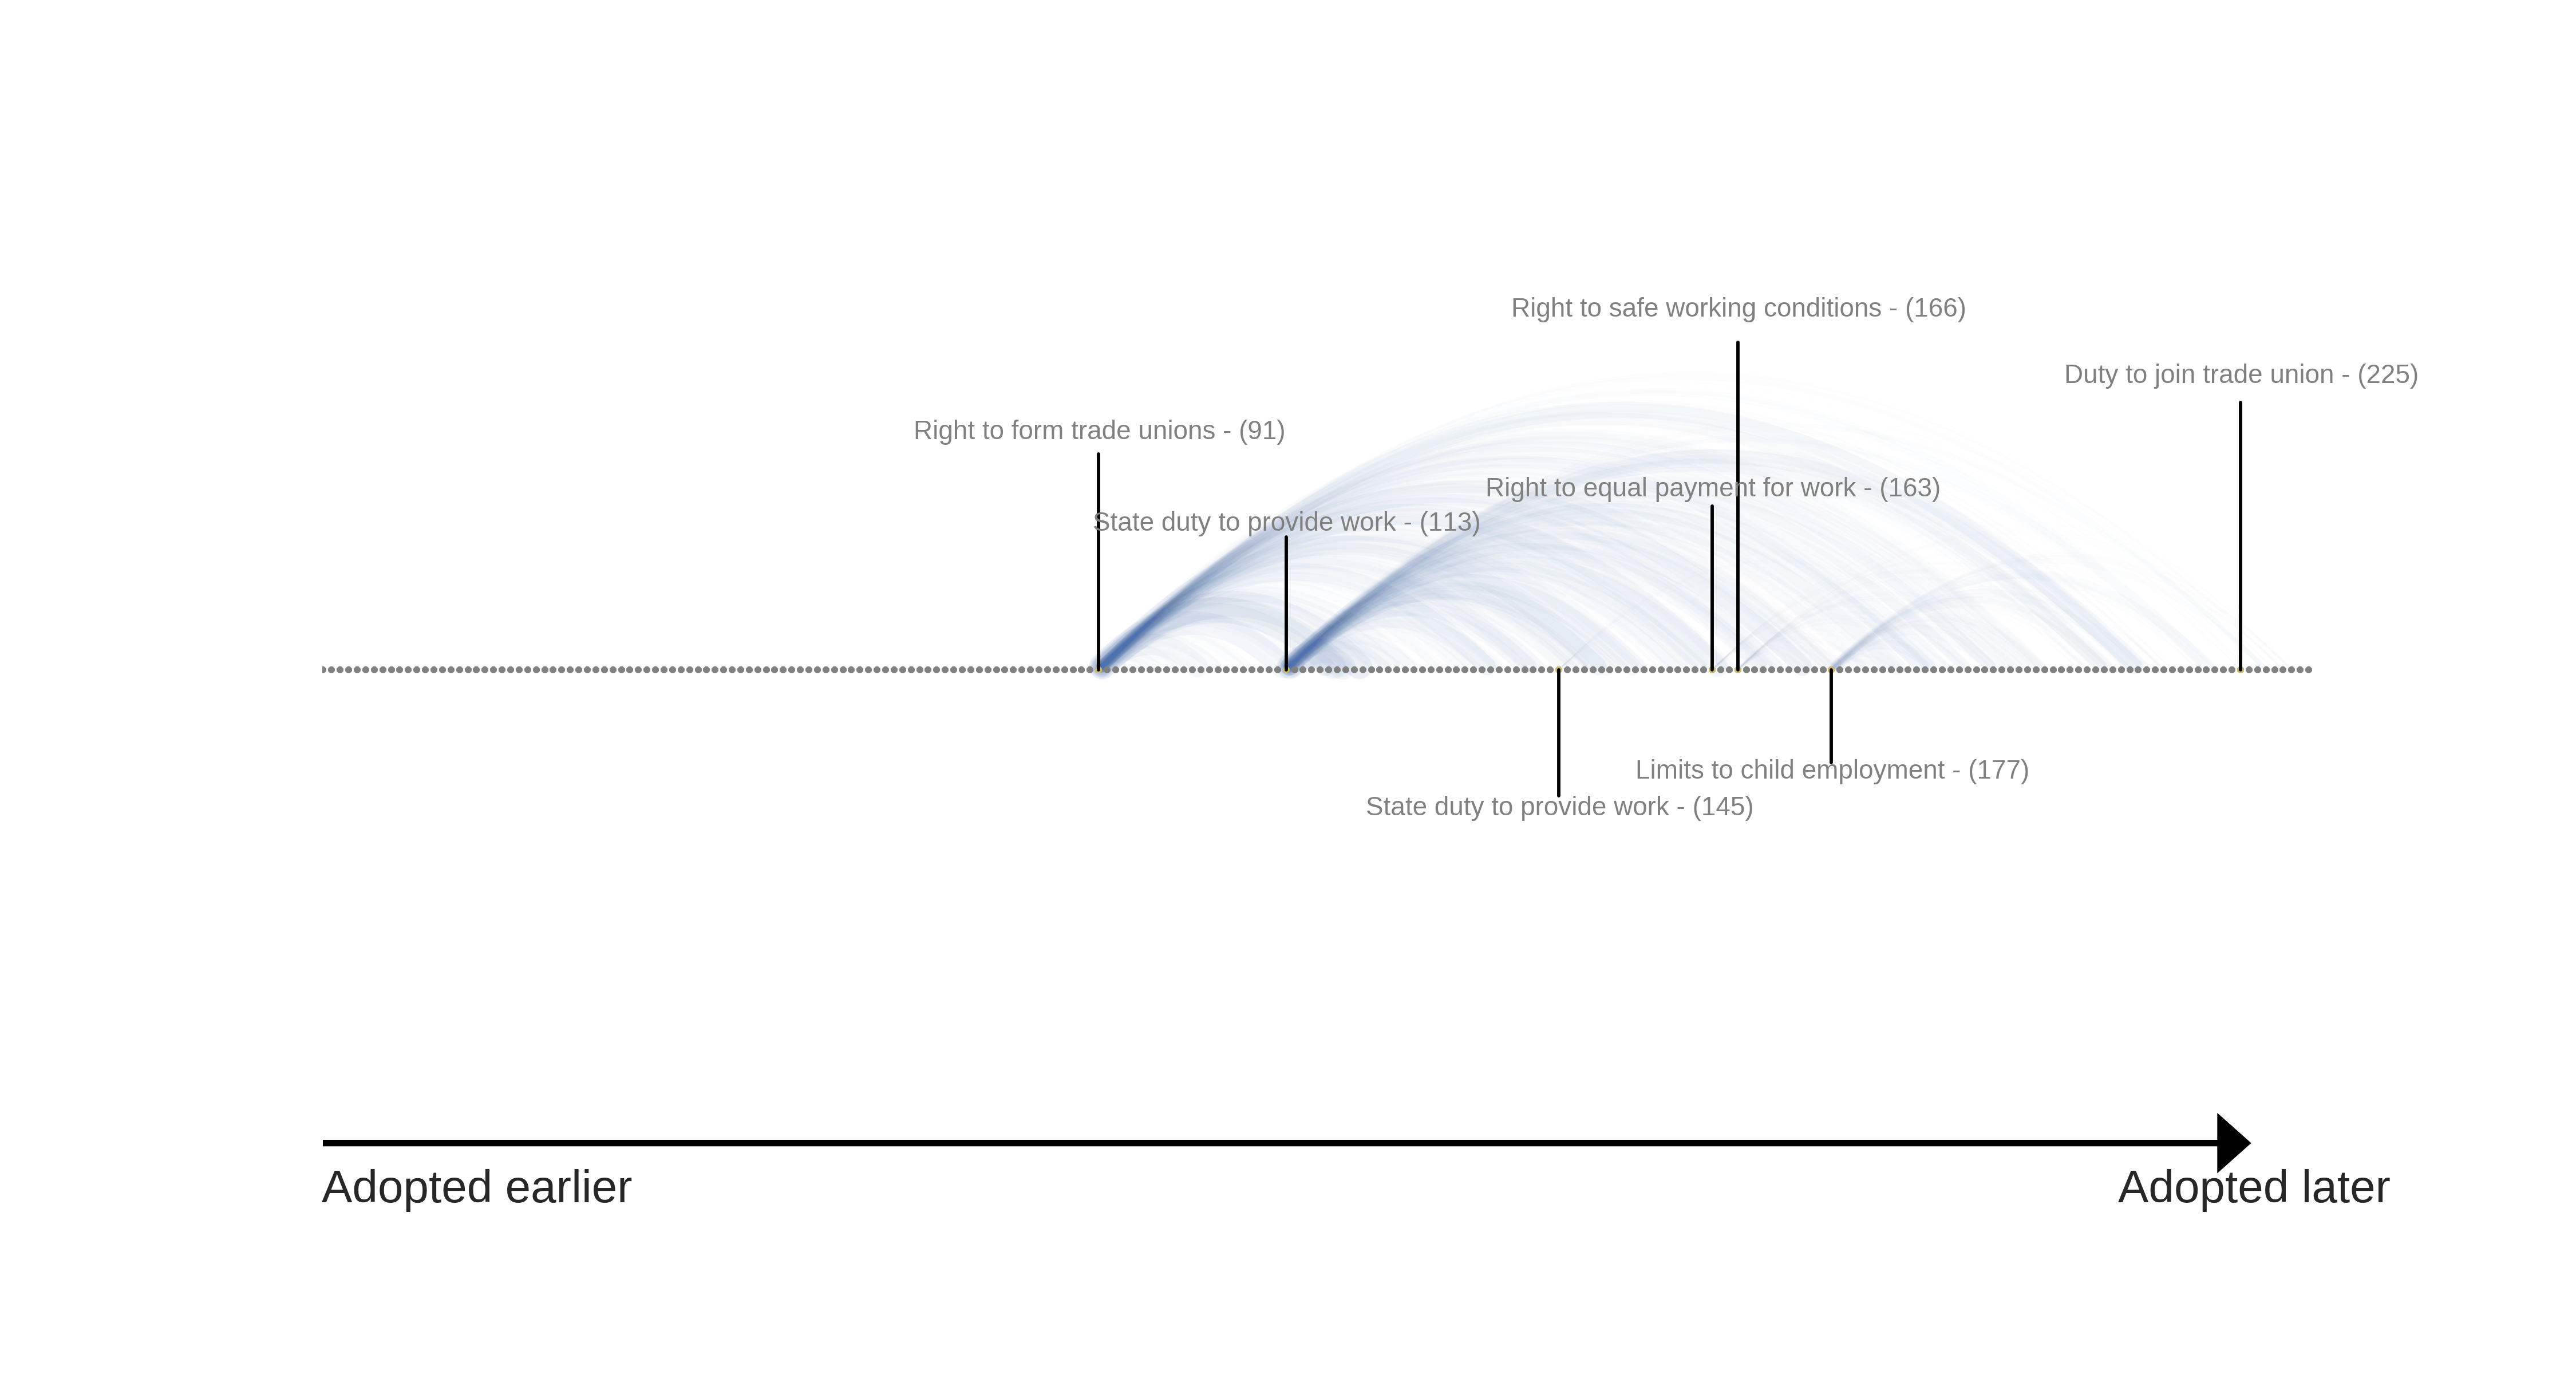 Right to safe working conditions - (166)
Duty to join trade union - (225)
Right to form trade unions - (91)
Right to equal payment for work - (163)
State duty to provide work - (113)
Limits to child employment - (177)
State duty to provide work - (145)
Adopted earlier
Adopted later